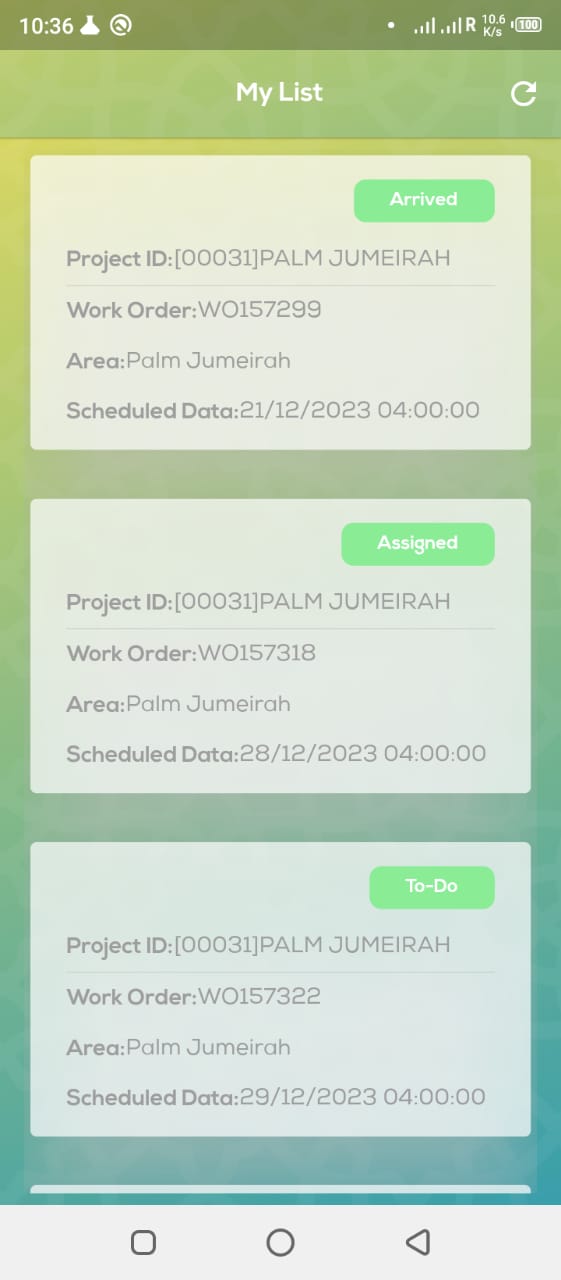 10:36
R 10.6 K/s 100
My List
Arrived
Project ID:[00031]PALM JUMEIRAH
Work Order:WO157299
Area:Palm Jumeirah
Scheduled Data:21/12/2023 04:00:00
Assigned
Project ID:[00031]PALM JUMEIRAH
Work Order:WO157318
Area:Palm Jumeirah
Scheduled Data:28/12/2023 04:00:00
To-Do
Project ID:[00031]PALM JUMEIRAH
Work Order:WO157322
Area:Palm Jumeirah
Scheduled Data:29/12/2023 04:00:00